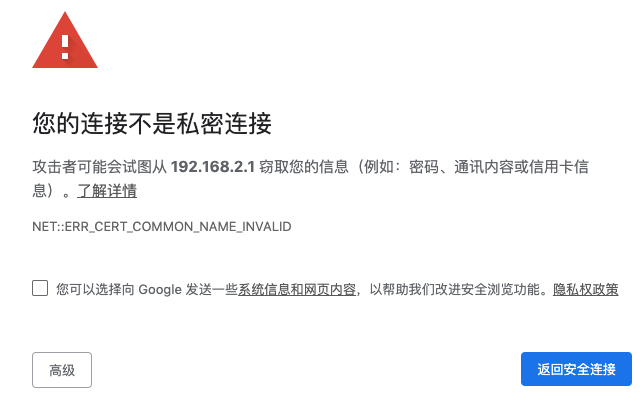 您的连接不是私密连接
攻击者可能会试图从 192.168.2.1 窃取您的信息（例如：密码、通讯内容或信用卡信
息）。了解详情
NET::ERR_CERT_COMMON_NAME_INVALID
您可以选择向 Google 发送一些系统信息和网页内容，以帮助我们改进安全浏览功能。隐私权政策
高级
返回安全连接